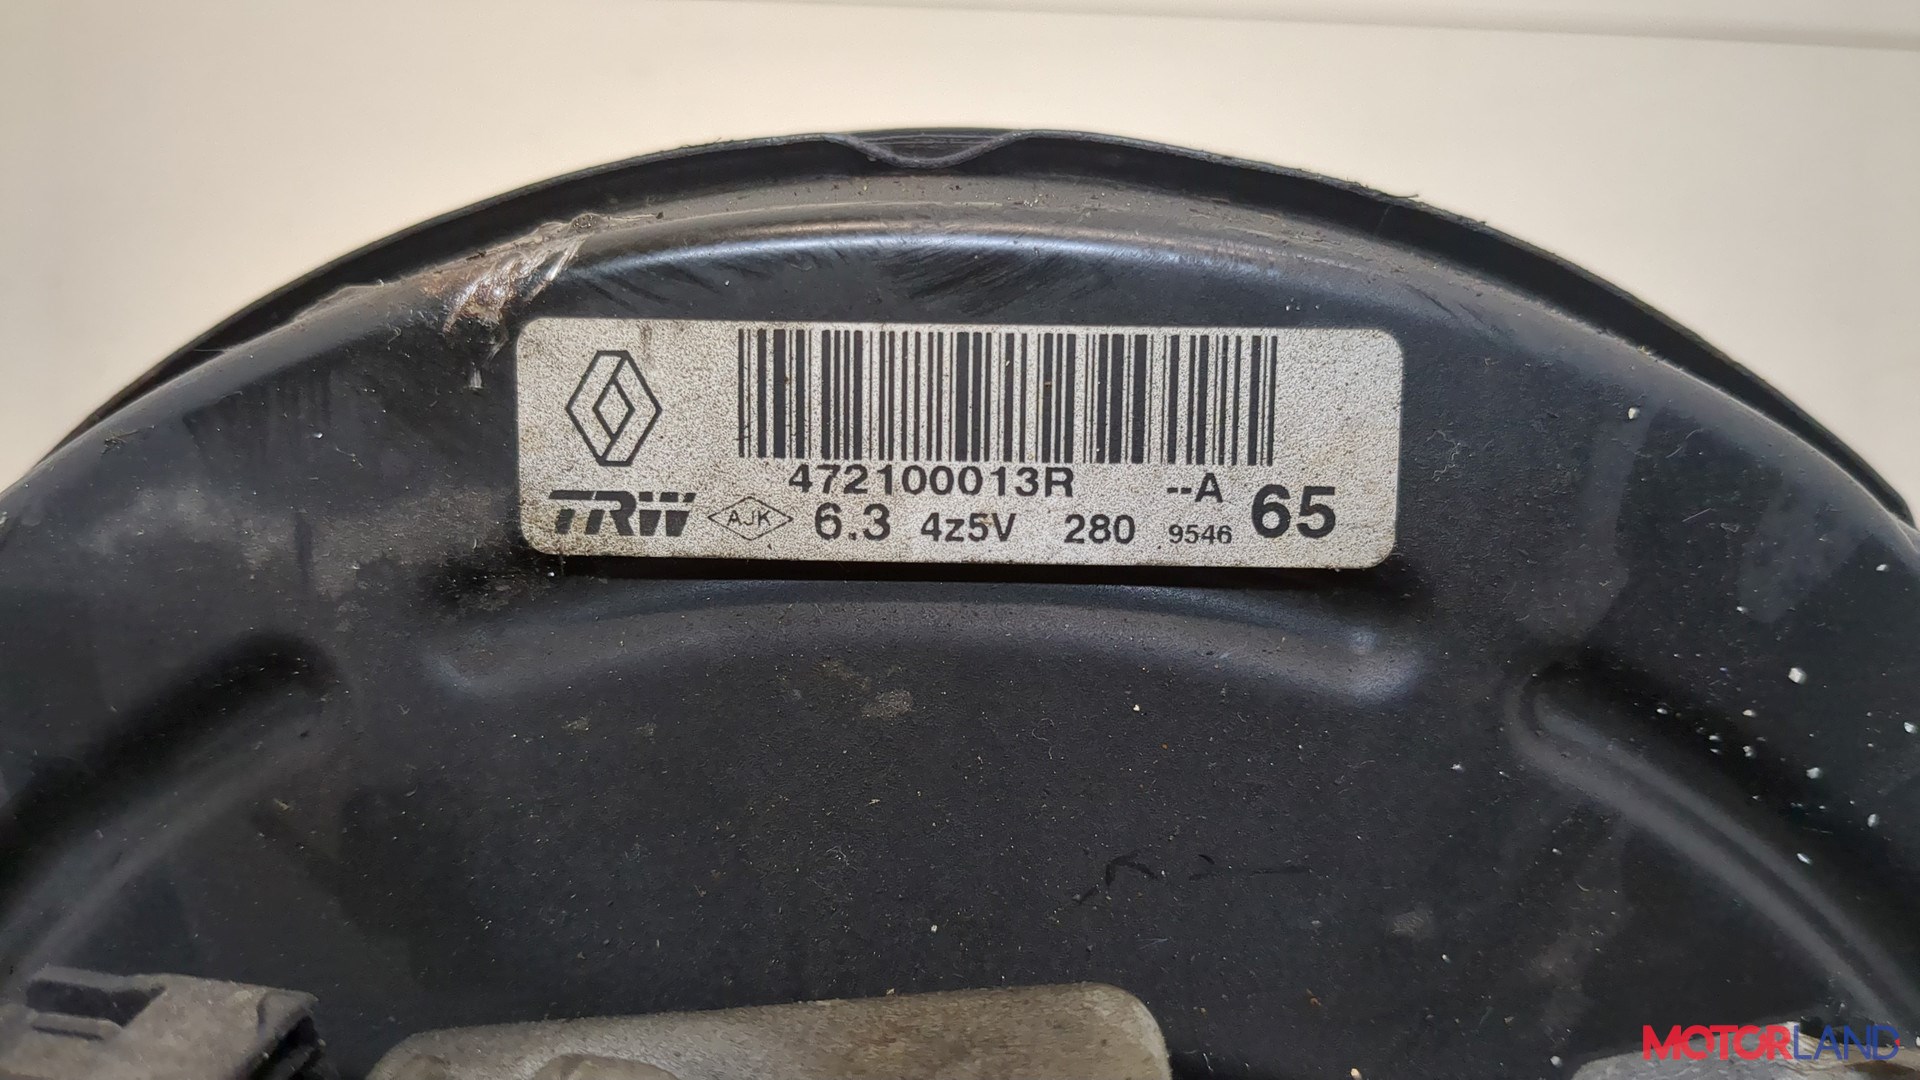 472100013R --A
TRW AJK 6.3 4z5V 280 9546 65
MOTORLAND